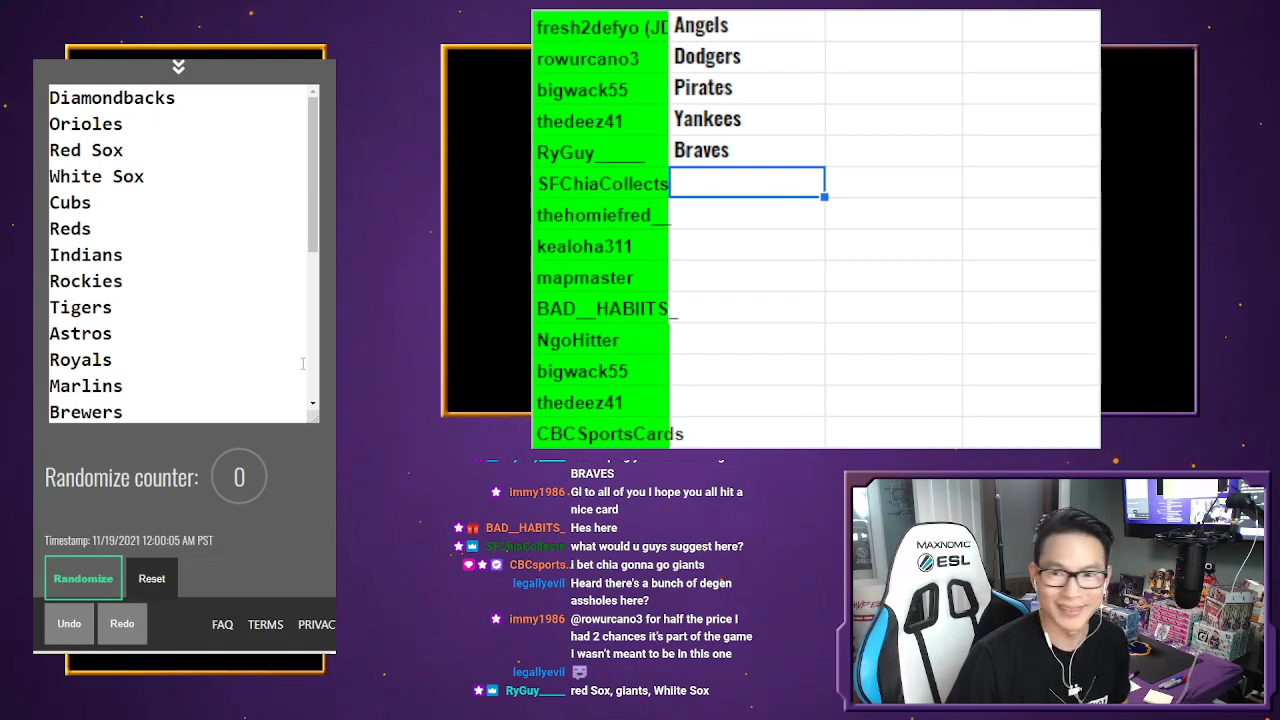 Diamondbacks
Orioles
Red Sox
White Sox
Cubs
Reds
Indians
Rockies
Tigers
Astros
Royals
Marlins
Brewers
Randomize counter: 0
Timestamp: 11/19/2021 12:00:05 AM PST
Randomize Reset
Undo Redo FAQ TERMS PRIVAC
fresh2defyo (JD Angels
rowurcano3 Dodgers
bigwack55 Pirates
thedeez41 Yankees
RyGuy_____ Braves
SFChiaCollects
thehomiefred__
kealoha311
mapmaster
BAD__HABIITS_
NgoHitter
bigwack55
thedeez41
CBCSportsCards
BRAVES
immy1986 Gl to all of you I hope you all hit a
nice card
BAD__HABITS_ Hes here
SFChiaCollects what would u guys suggest here?
CBCsports.. i bet chia gonna go giants
legallyevil Heard there's a bunch of degen
assholes here?
immy1986 @rowurcano3 for half the price I
had 2 chances it's part of the game
I wasn't meant to be in this one
legallyevil
RyGuy_____ red Sox, giants, Whiite Sox
MAXNOMIC
ESL